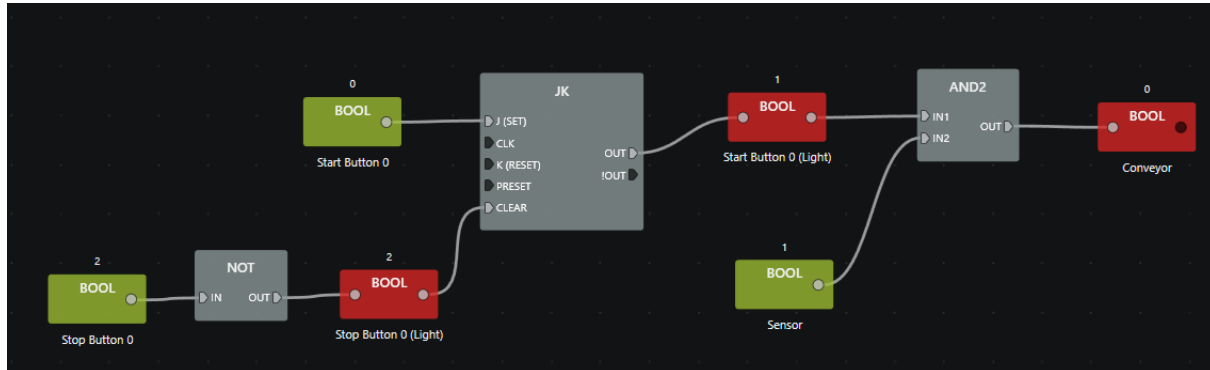 0
BOOL
Start Button 0
JK
J (SET)
CLK
K (RESET)
PRESET
CLEAR
OUT
!OUT
1
BOOL
Start Button 0 (Light)
AND2
IN1
IN2
OUT
0
BOOL
Conveyor
2
BOOL
Stop Button 0
NOT
IN
OUT
2
BOOL
Stop Button 0 (Light)
1
BOOL
Sensor